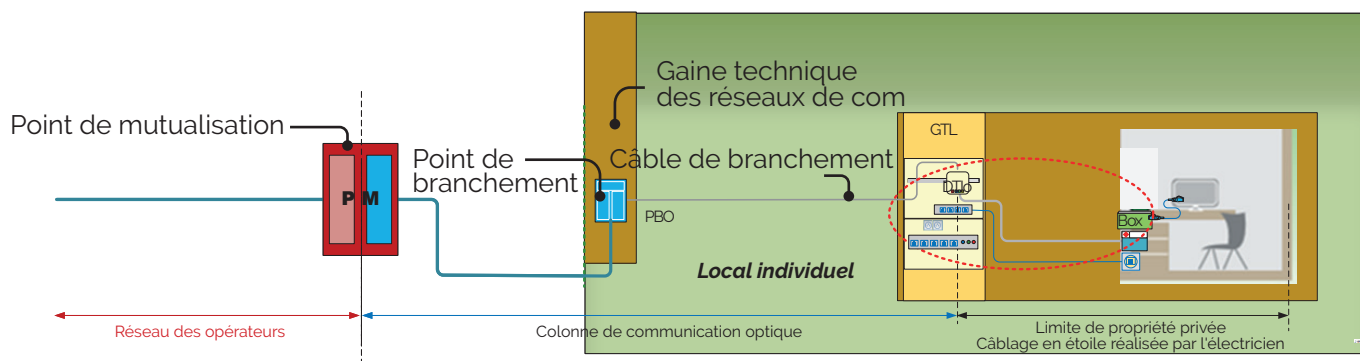 Gaine technique
des réseaux de com
Point de mutualisation
GTL
Point de
branchement
Câble de branchement
DTIo
PM
PBO
Box
Local individuel
Réseau des opérateurs
Colonne de communication optique
Limite de propriété privée
Câblage en étoile réalisée par l'électricien